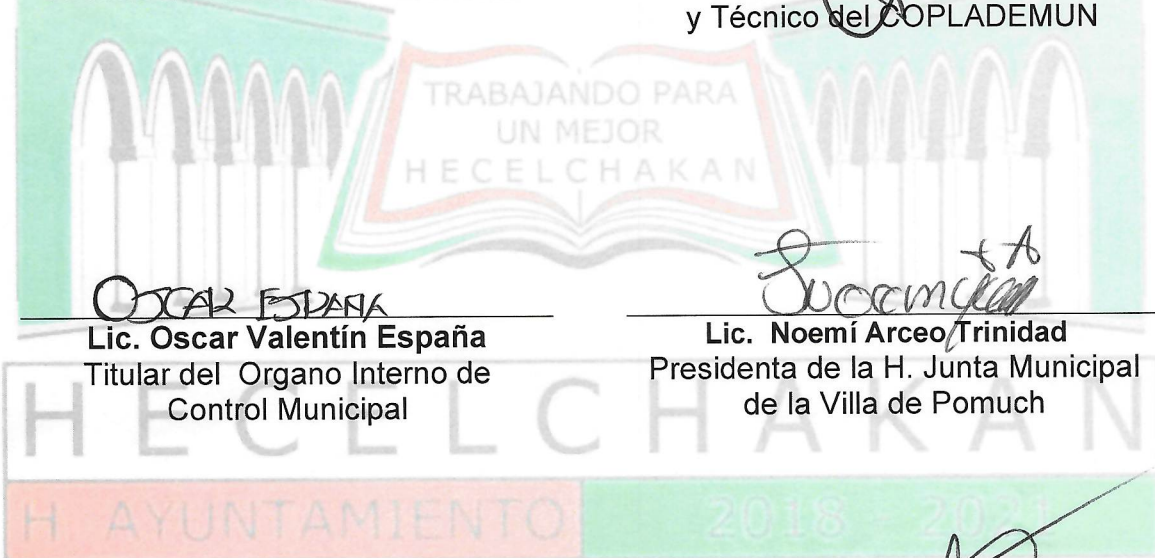 y Técnico del COPLADEMUN
TRABAJANDO PARA
UN MEJOR
HECELCHAKAN
OSCAR ESPAÑA
Lic. Oscar Valentín España
Titular del Organo Interno de
Control Municipal
Lic. Noemí Arceo Trinidad
Presidenta de la H. Junta Municipal
de la Villa de Pomuch
HECELCHAKAN
H. AYUNTAMIENTO 2018 - 2021